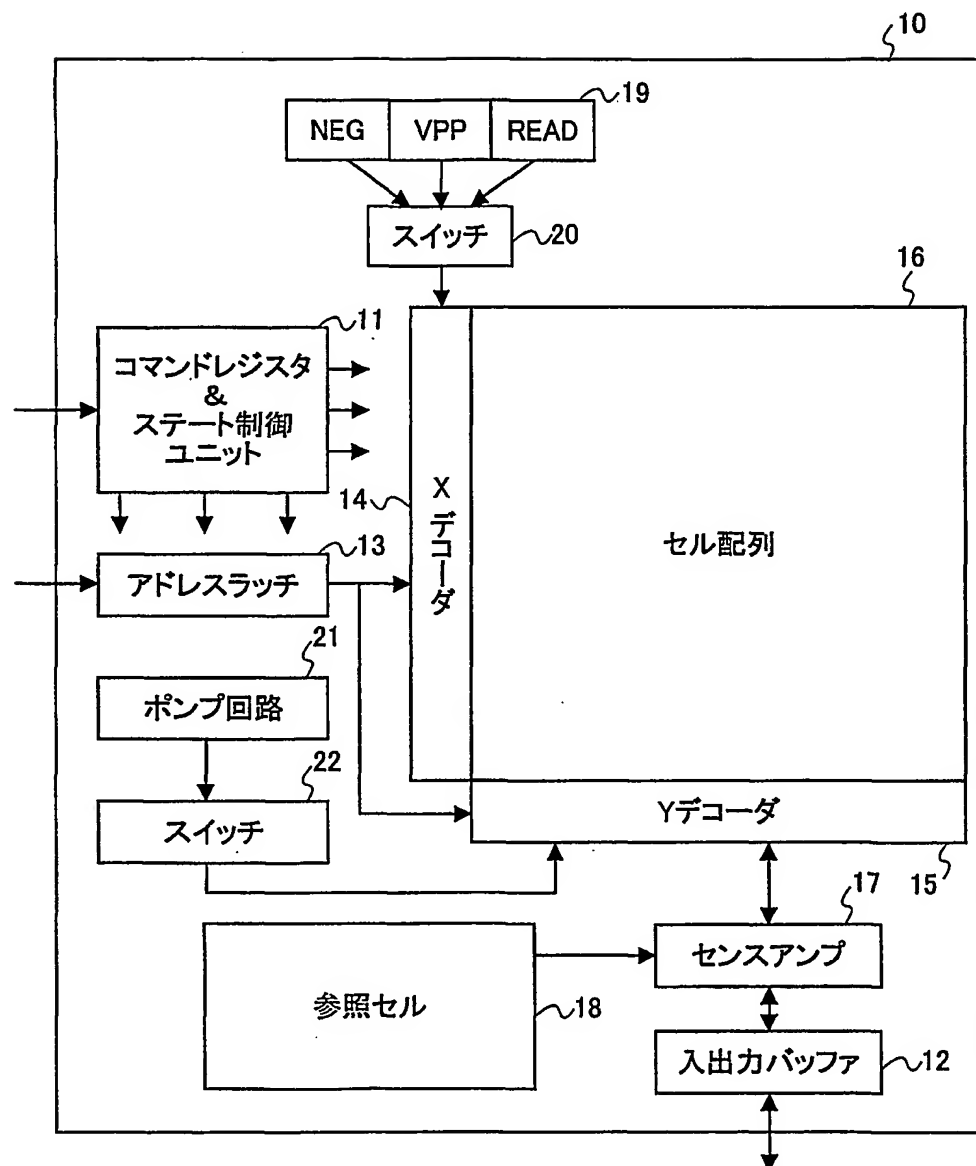 10
19
NEG VPP READ
スイッチ
20
16
11
コマンドレジスタ
&
ステート制御
ユニット
14
Xデコーダ
セル配列
13
アドレスラッチ
21
ポンプ回路
22
スイッチ
Yデコーダ
15
17
センスアンプ
参照セル
18
入出力バッファ
12